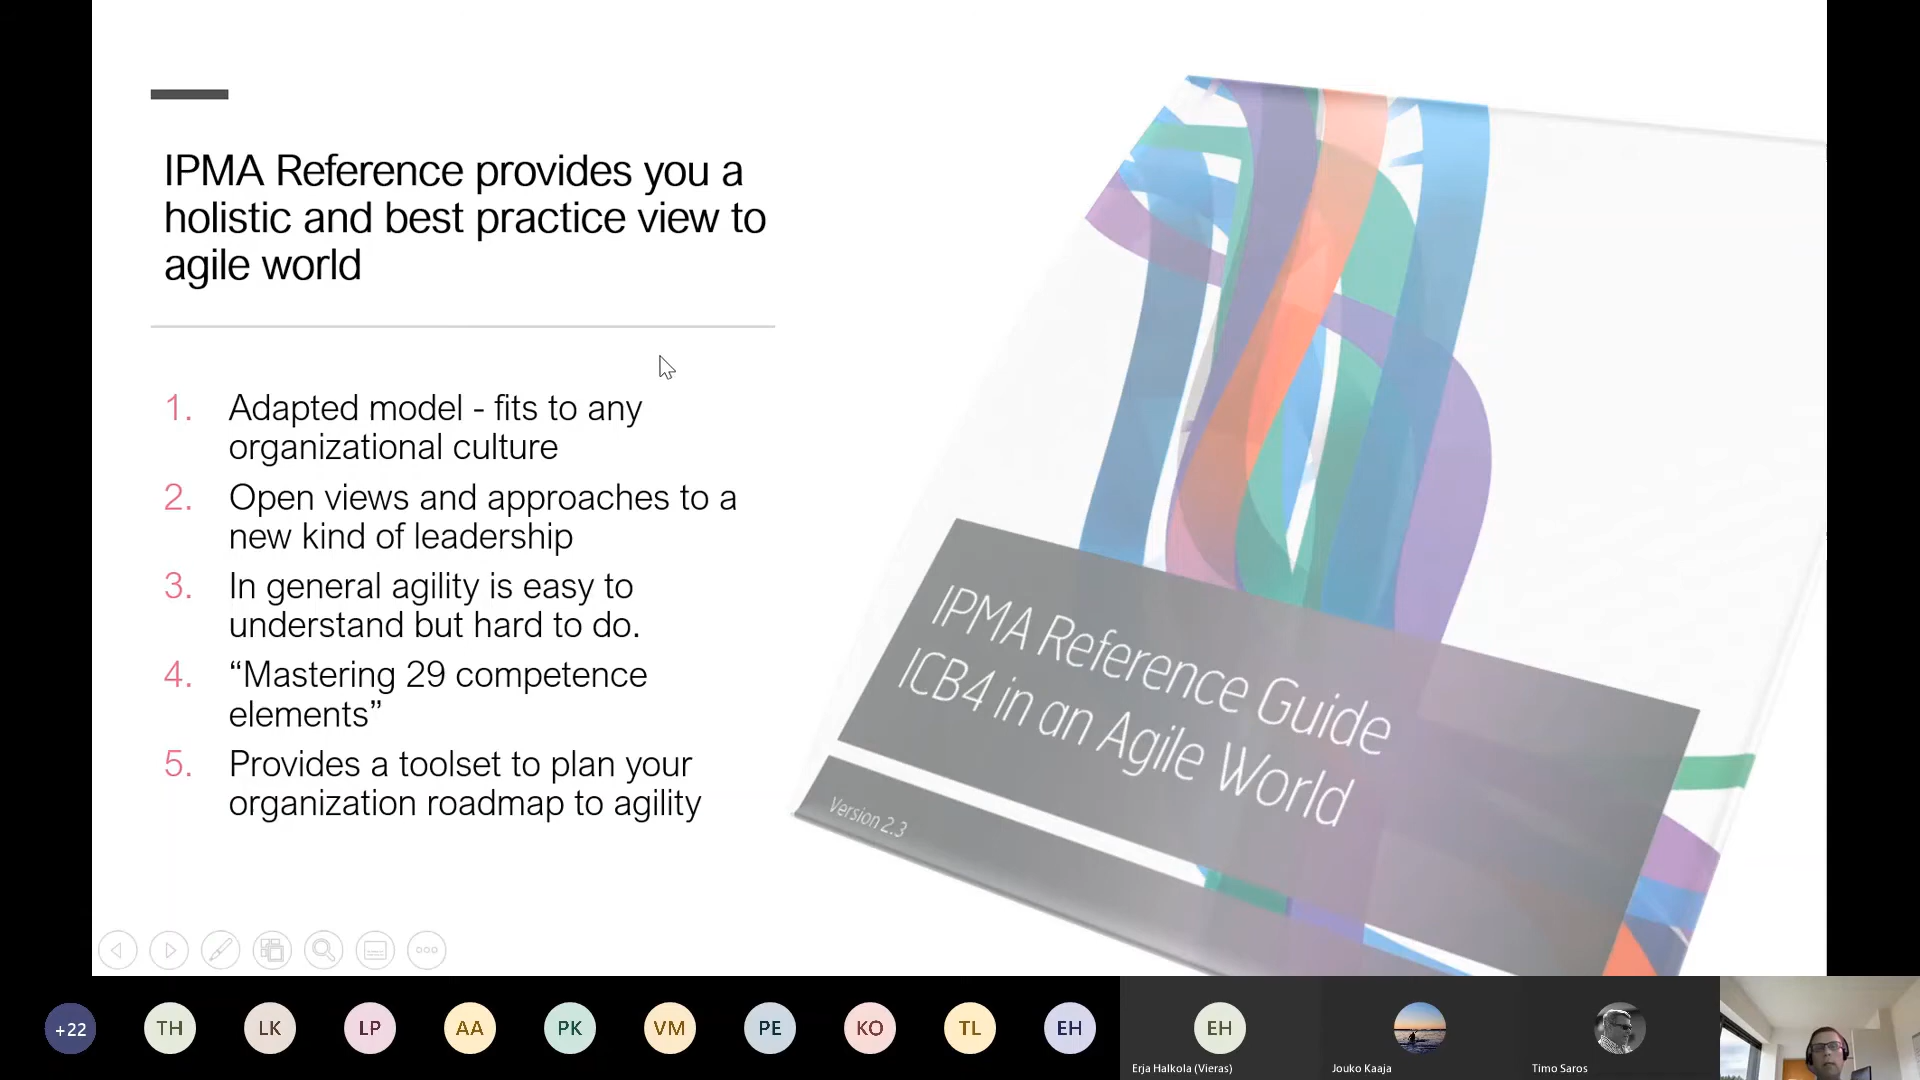 IPMA Reference provides you a
holistic and best practice view to
agile world
1. Adapted model - fits to any
organizational culture
2. Open views and approaches to a
new kind of leadership
3. In general agility is easy to
understand but hard to do.
4. “Mastering 29 competence
elements”
5. Provides a toolset to plan your
organization roadmap to agility
IPMA Reference Guide
ICB4 in an Agile World
Version 2.3
+22
TH
LK
LP
AA
PK
VM
PE
KO
TL
EH
EH
Erja Halkola (Vieras)
Jouko Kaaja
Timo Saros